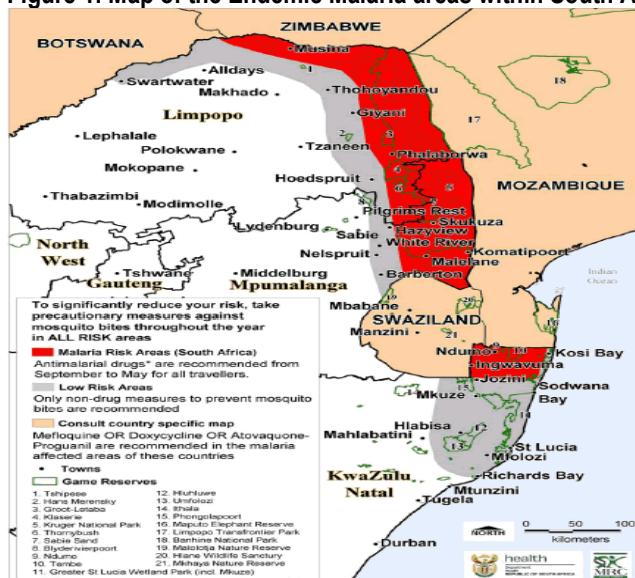 Figure 1. Map of the Endemic Malaria areas within South A
ZIMBABWE
BOTSWANA
Musina
Alldays
Swartwater
Makhado
Thohoyandou
Giyani
Limpopo
Lephalale
Tzaneen
Polokwane
Phalaborwa
Mokopane
Hoedspruit
MOZAMBIQUE
Thabazimbi
Modimolle
Pilgrims Rest
Skukuza
Lydenburg
Hazyview
Sabie
White River
North
West
Nelspruit
Komatipoort
Malelane
Gauteng
Tshwane
Middelburg
Barberton
Mpumalanga
Indian
Ocean
Mbabane
SWAZILAND
Manzini
Ndumo
Kosi Bay
Ingwavuma
Jozini
Sodwana
Bay
Mkuze
Hlabisa
Mahlabatini
St Lucia
Mfolozi
KwaZulu
Natal
Richards Bay
Mtunzini
Tugela
Durban
To significantly reduce your risk, take
precautionary measures against
mosquito bites throughout the year
in ALL RISK areas
Malaria Risk Areas (South Africa)
Antimalarial drugs* are recommended from
September to May for all travellers.
Low Risk Areas
Only non-drug measures to prevent mosquito
bites are recommended
Consult country specific map
Mefloquine OR Doxycycline OR Atovaquone-
Proguanil are recommended in the malaria
affected areas of these countries
Towns
Game Reserves
1. Tshipese
2. Hans Merensky
3. Groot-Letaba
4. Klaserie
5. Kruger National Park
6. Thornybush
7. Sabie Sand
8. Blyderivierpoort
9. Ndumo
10. Tembe
11. Greater St Lucia Wetland Park (incl. Mkuze)
12. Hluhluwe
13. Umfolozi
14. Ithala
15. Phongolapoort
16. Maputo Elephant Reserve
17. Limpopo Transfrontier Park
18. Banhine National Park
19. Malolotja Nature Reserve
20. Hlane Wildlife Sanctuary
21. Mkhaya Nature Reserve
NORTH
0 50 100
kilometers
health
Department:
Health
REPUBLIC OF SOUTH AFRICA
MRC